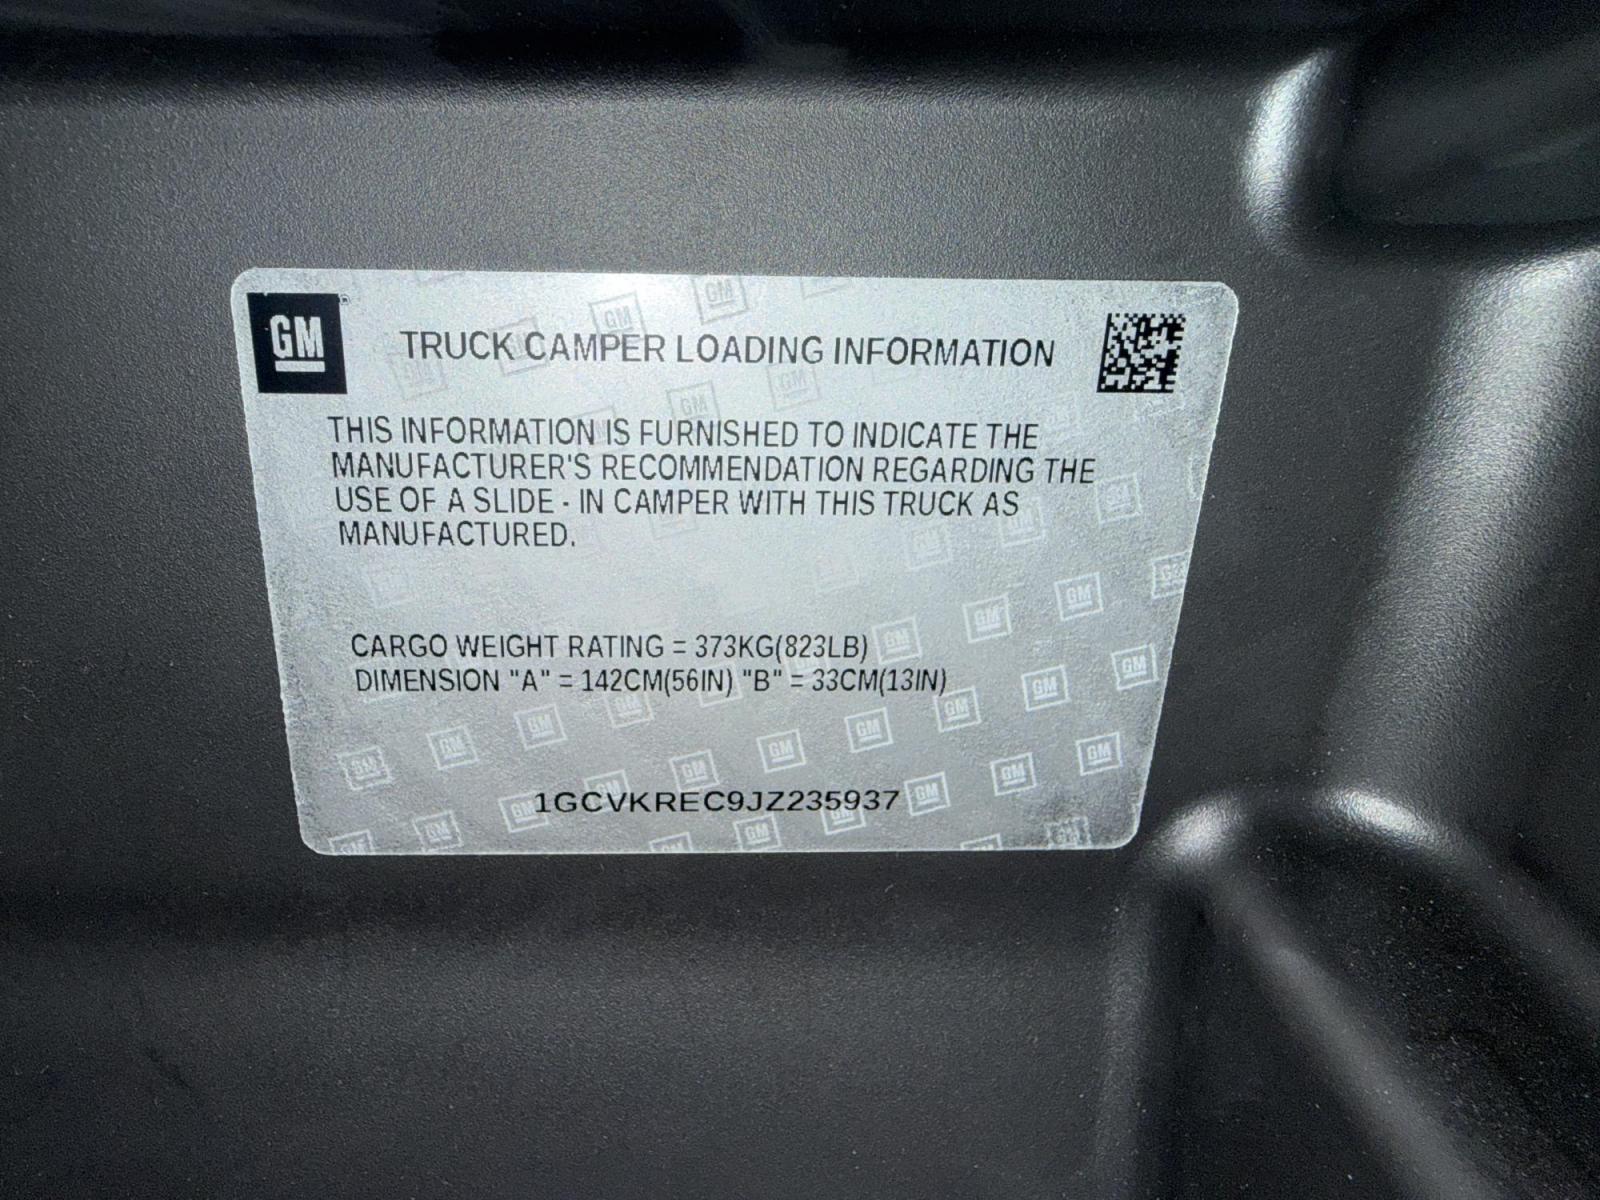 GM
TRUCK CAMPER LOADING INFORMATION
THIS INFORMATION IS FURNISHED TO INDICATE THE
MANUFACTURER'S RECOMMENDATION REGARDING THE
USE OF A SLIDE - IN CAMPER WITH THIS TRUCK AS
MANUFACTURED.
CARGO WEIGHT RATING = 373KG(823LB)
DIMENSION "A" = 142CM(56IN) "B" = 33CM(13IN)
1GCVKREC9JZ235937